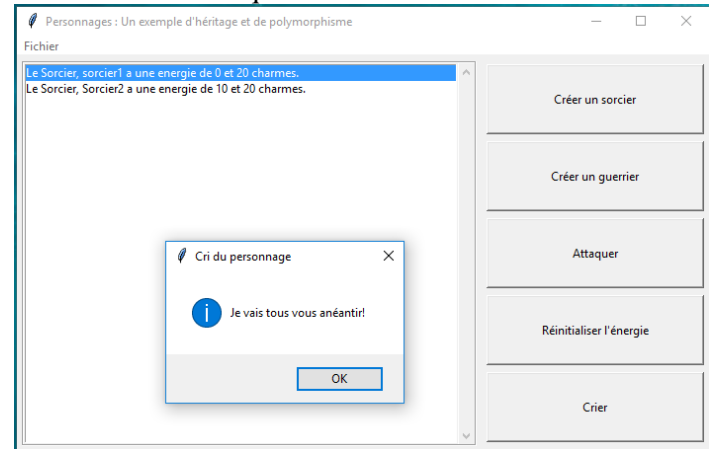 Personnages : Un exemple d'héritage et de polymorphisme
Fichier
Le Sorcier, sorcier1 a une energie de 0 et 20 charmes.
Le Sorcier, Sorcier2 a une energie de 10 et 20 charmes.
Créer un sorcier
Créer un guerrier
Attaquer
Réinitialiser l'énergie
Crier
Cri du personnage
Je vais tous vous anéantir!
OK